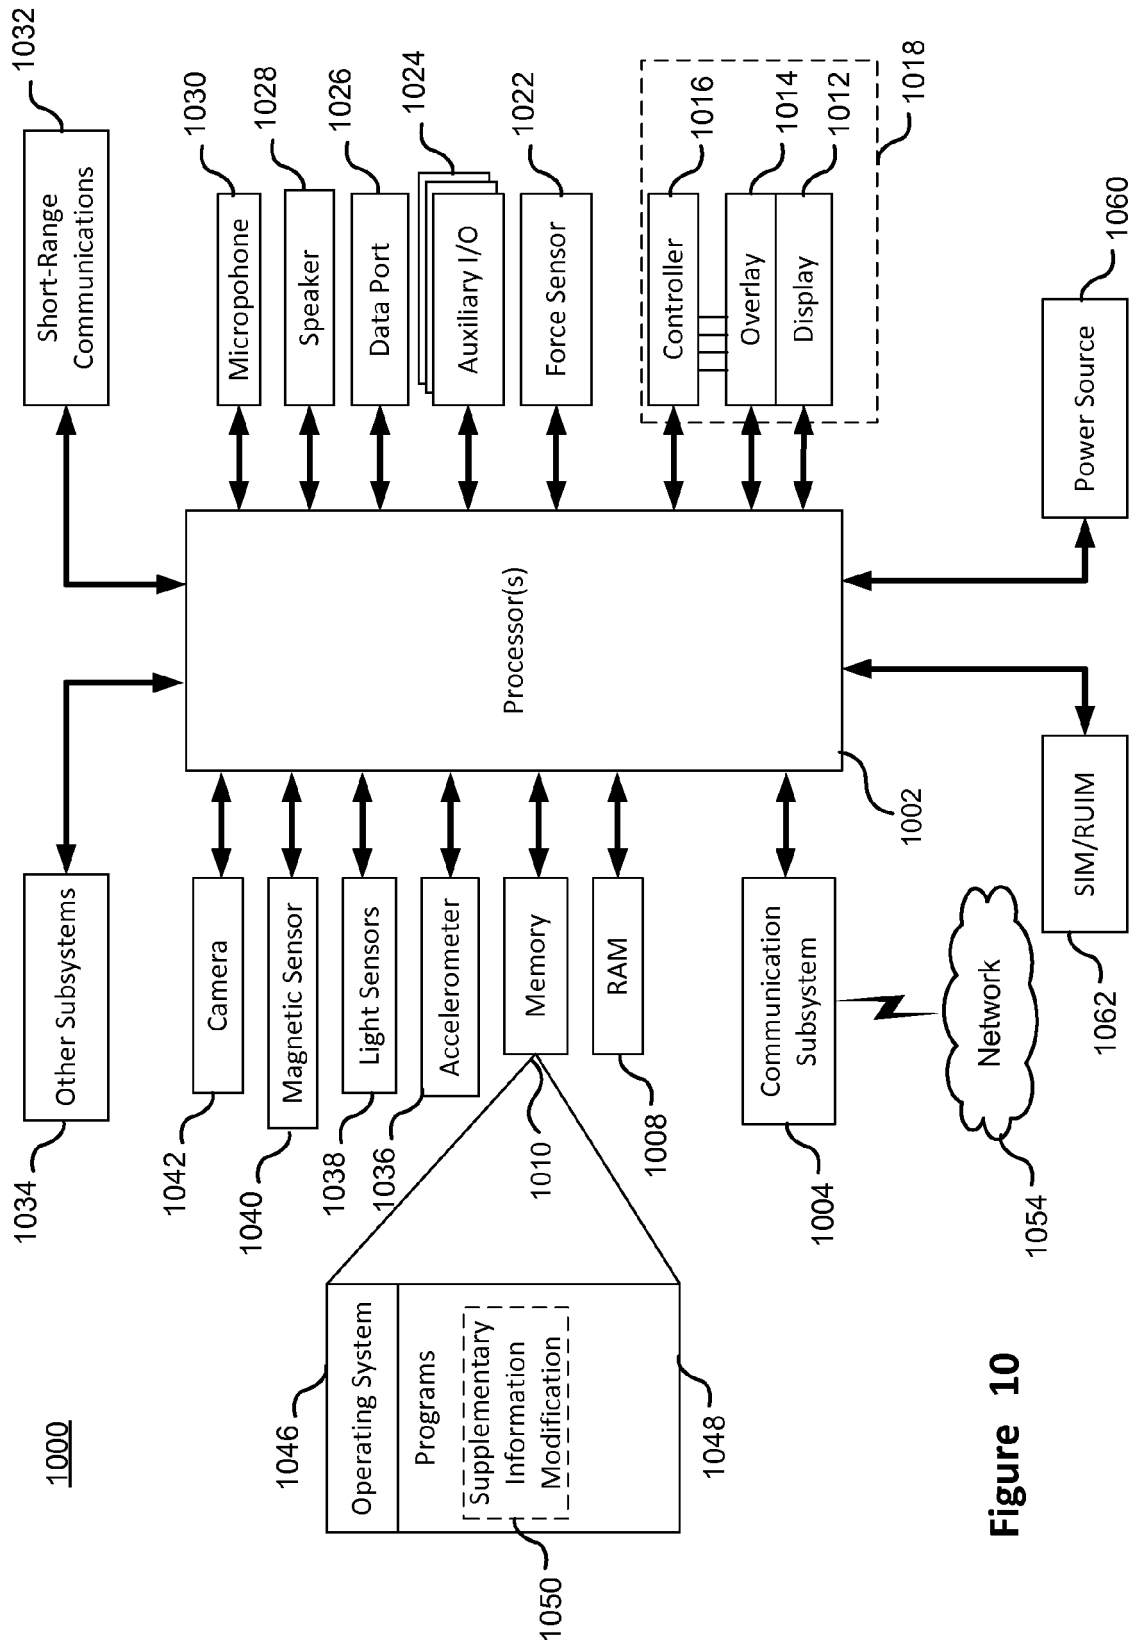 1000
1034
Other Subsystems
Short-Range
Communications
1032
1042
Camera
Micropohone
1030
1040
Magnetic Sensor
Speaker
1028
1038
Light Sensors
Data Port
1026
1036
Accelerometer
Auxiliary I/O
1024
1046
Operating System
Programs
Supplementary
Information
Modification
1050
1048
1010
Memory
Processor(s)
Force Sensor
1022
1008
RAM
Controller
1016
1004
Communication
Subsystem
Overlay
1014
Display
1012
1018
1002
Network
1054
1062
SIM/RUIM
Power Source
1060
Figure 10